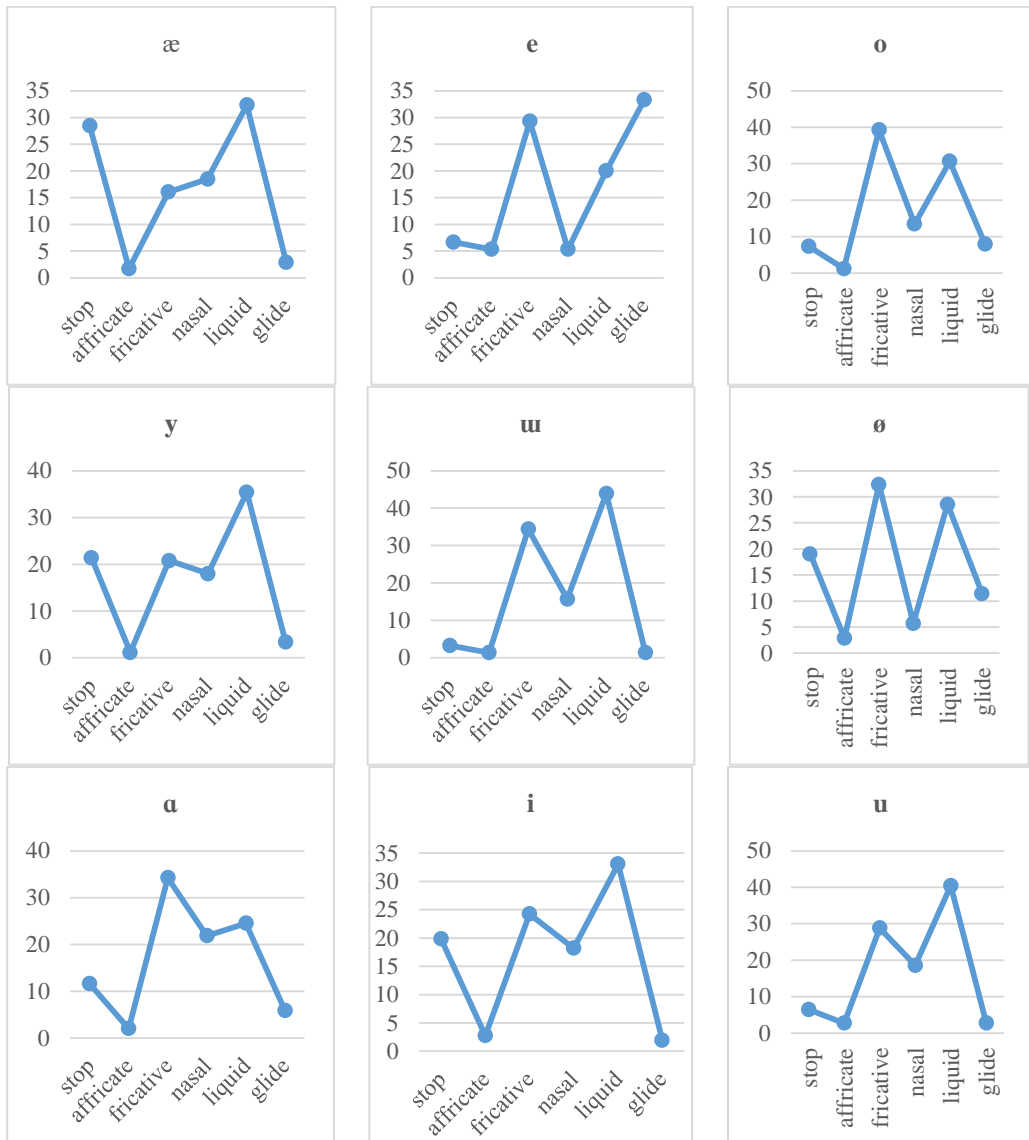 æ
35
30
25
20
15
10
5
0
stop
affricate
fricative
nasal
liquid
glide
e
35
30
25
20
15
10
5
0
stop
affricate
fricative
nasal
liquid
glide
o
50
40
30
20
10
0
stop
affricate
fricative
nasal
liquid
glide
y
40
30
20
10
0
stop
affricate
fricative
nasal
liquid
glide
ɯ
50
40
30
20
10
0
stop
affricate
fricative
nasal
liquid
glide
ø
35
30
25
20
15
10
5
0
stop
affricate
fricative
nasal
liquid
glide
ɑ
40
30
20
10
0
stop
affricate
fricative
nasal
liquid
glide
i
35
30
25
20
15
10
5
0
stop
affricate
fricative
nasal
liquid
glide
u
50
40
30
20
10
0
stop
affricate
fricative
nasal
liquid
glide